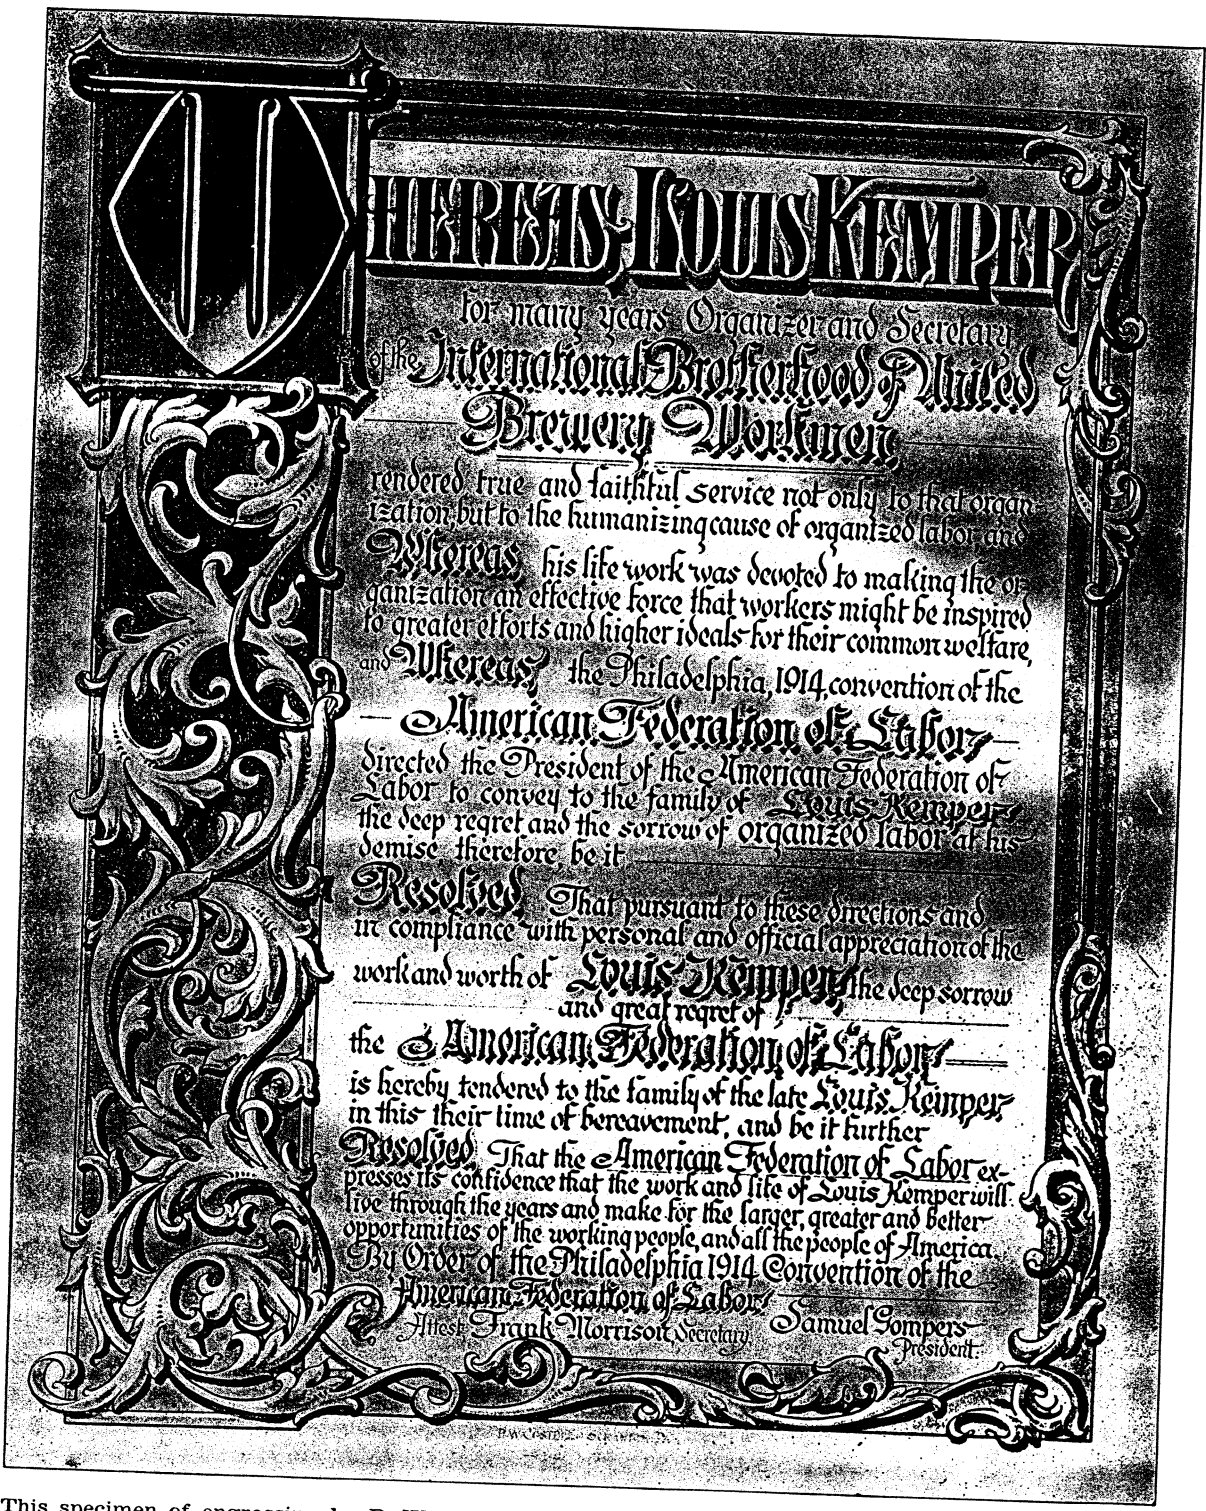 WHEREAS, LOUIS KEMPER
for many years Organizer and Secretary
of the International Brotherhood of United
Brewery Workmen
rendered true and faithful service not only to that organ-
ization, but to the humanizing cause of organized labor, and
Whereas, his life work was devoted to making the or-
ganization an effective force that workers might be inspired
to greater efforts and higher ideals for their common welfare,
and Whereas, the Philadelphia, 1914, convention of the
American Federation of Labor
directed the President of the American Federation of
Labor to convey to the family of Louis Kemper
the deep regret and the sorrow of organized labor at his
demise therefore, be it
Resolved, That pursuant to these directions and
in compliance with personal and official appreciation of the
work and worth of Louis Kemper, the deep sorrow
and great regret of
the American Federation of Labor
is hereby tendered to the family of the late Louis Kemper
in this their time of bereavement, and be it further
Resolved, That the American Federation of Labor ex-
presses its confidence that the work and life of Louis Kemper will
live through the years and make for the larger, greater and better
opportunities of the working people, and all the people of America.
By Order of the Philadelphia 1914 Convention of the
American Federation of Labor
Attest, Frank Morrison, Secretary. Samuel Gompers
President.
This specimen of engrossing by